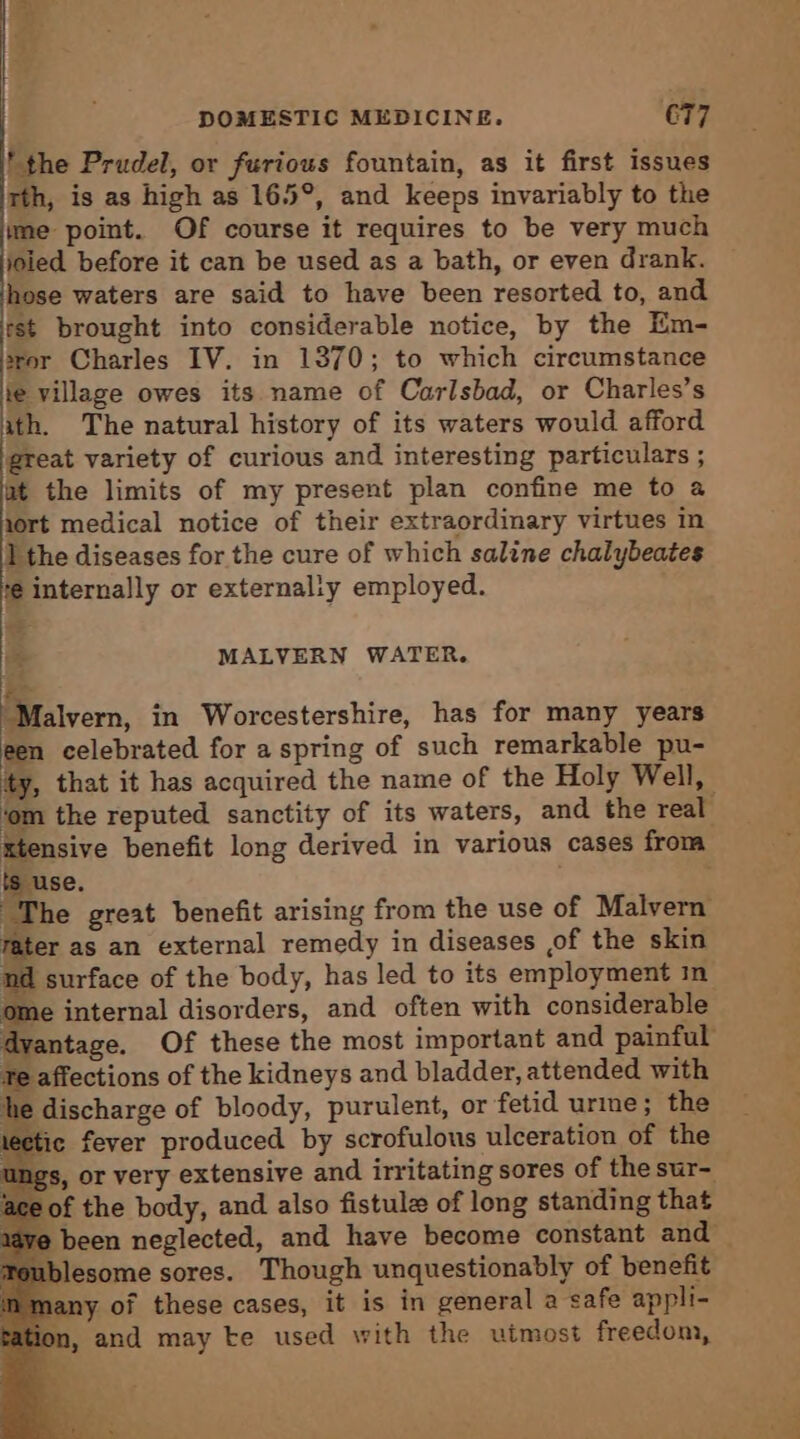 DOMESTIC MEDICINE. 677
the Prudel, or furious fountain, as it first issues
rth, is as high as 165°, and keeps invariably to the
me point. Of course it requires to be very much
oled before it can be used as a bath, or even drank.
hose waters are said to have been resorted to, and
rst brought into considerable notice, by the Em-
eror Charles IV. in 1370; to which circumstance
ie village owes its name of Carlsbad, or Charles's
ath. The natural history of its waters would afford
great variety of curious and interesting particulars;
ut the limits of my present plan confine me to a
hort medical notice of their extraordinary virtues in
l the diseases for the cure of which saline chalybeates
re internally or externally employed.
MALVERN WATER.
Malvern, in Worcestershire, has for many years
een celebrated for a spring of such remarkable pu-
ty, that it has acquired the name of the Holy Well,
om the reputed sanctity of its waters, and the real
xtensive benefit long derived in various cases from
ts use.
The great benefit arising from the use of Malvern
rater as an external remedy in diseases of the skin
nd surface of the body, has led to its employment in
ome internal disorders, and often with considerable
dvantage. Of these the most important and painful
re affections of the kidneys and bladder, attended with
he discharge of bloody, purulent, or fetid urine; the
ectic fever produced by scrofulous ulceration of the
ungs, or very extensive and irritating sores of the sur-
ace of the body, and also fistulæ of long standing that
ave been neglected, and have become constant and
roublesome sores. Though unquestionably of benefit
n many of these cases, it is in general a safe appli-
ation, and may be used with the utmost freedom,